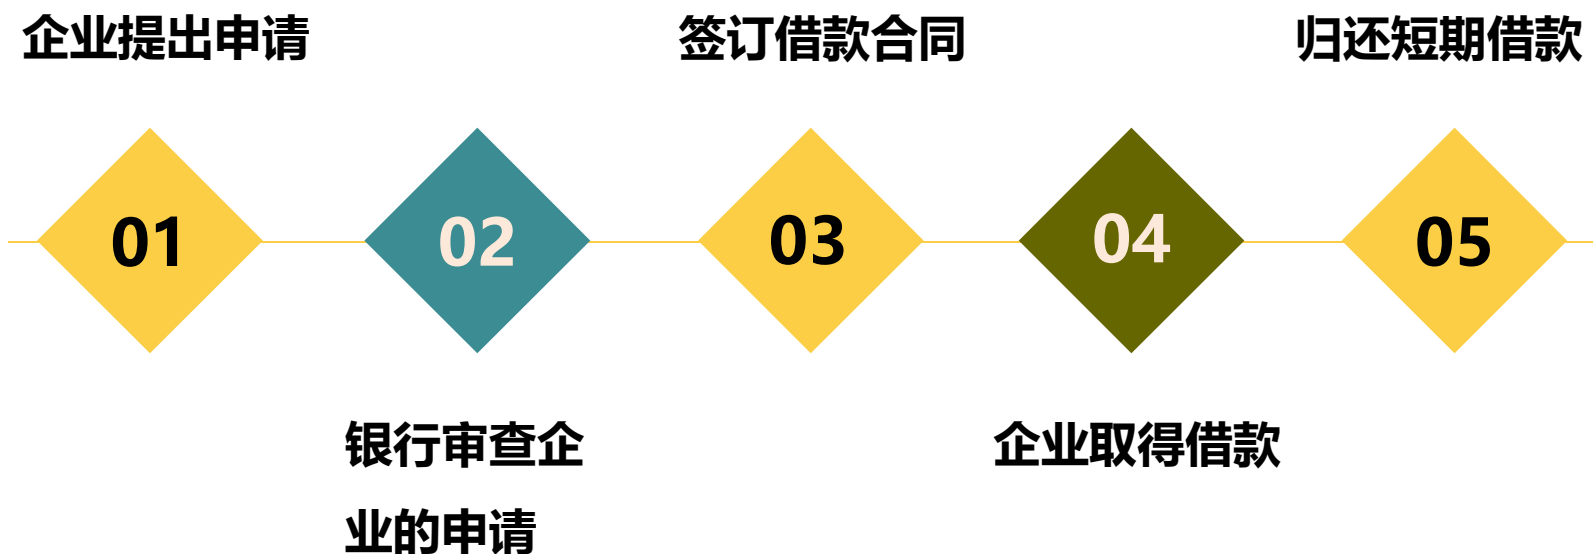 企业提出申请
签订借款合同
归还短期借款
01
02
03
04
05
银行审查企
业的申请
企业取得借款